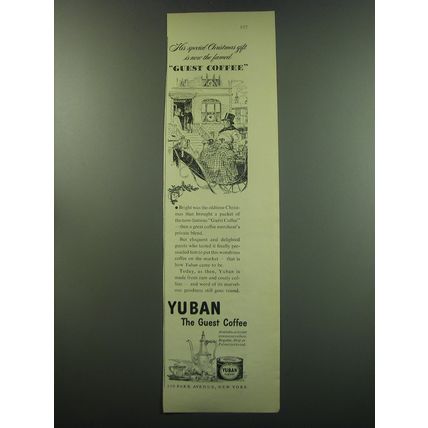 His special Christmas gift
is now the famed
"GUEST COFFEE"
Bright was the oldtime Christ-
mas that brought a packet of
the now-famous "Guest Coffee"
—then a great coffee merchant's
private blend.
But eloquent and delighted
guests who tasted it finally per-
suaded him to put this wondrous
coffee on the market - that is
how Yuban came to be.
Today, as then, Yuban is
made from rare and costly cof-
fees - and word of its marvel-
ous goodness still goes round.
YUBAN
The Guest Coffee
YUBAN
PARK AVENUE, NEW YORK